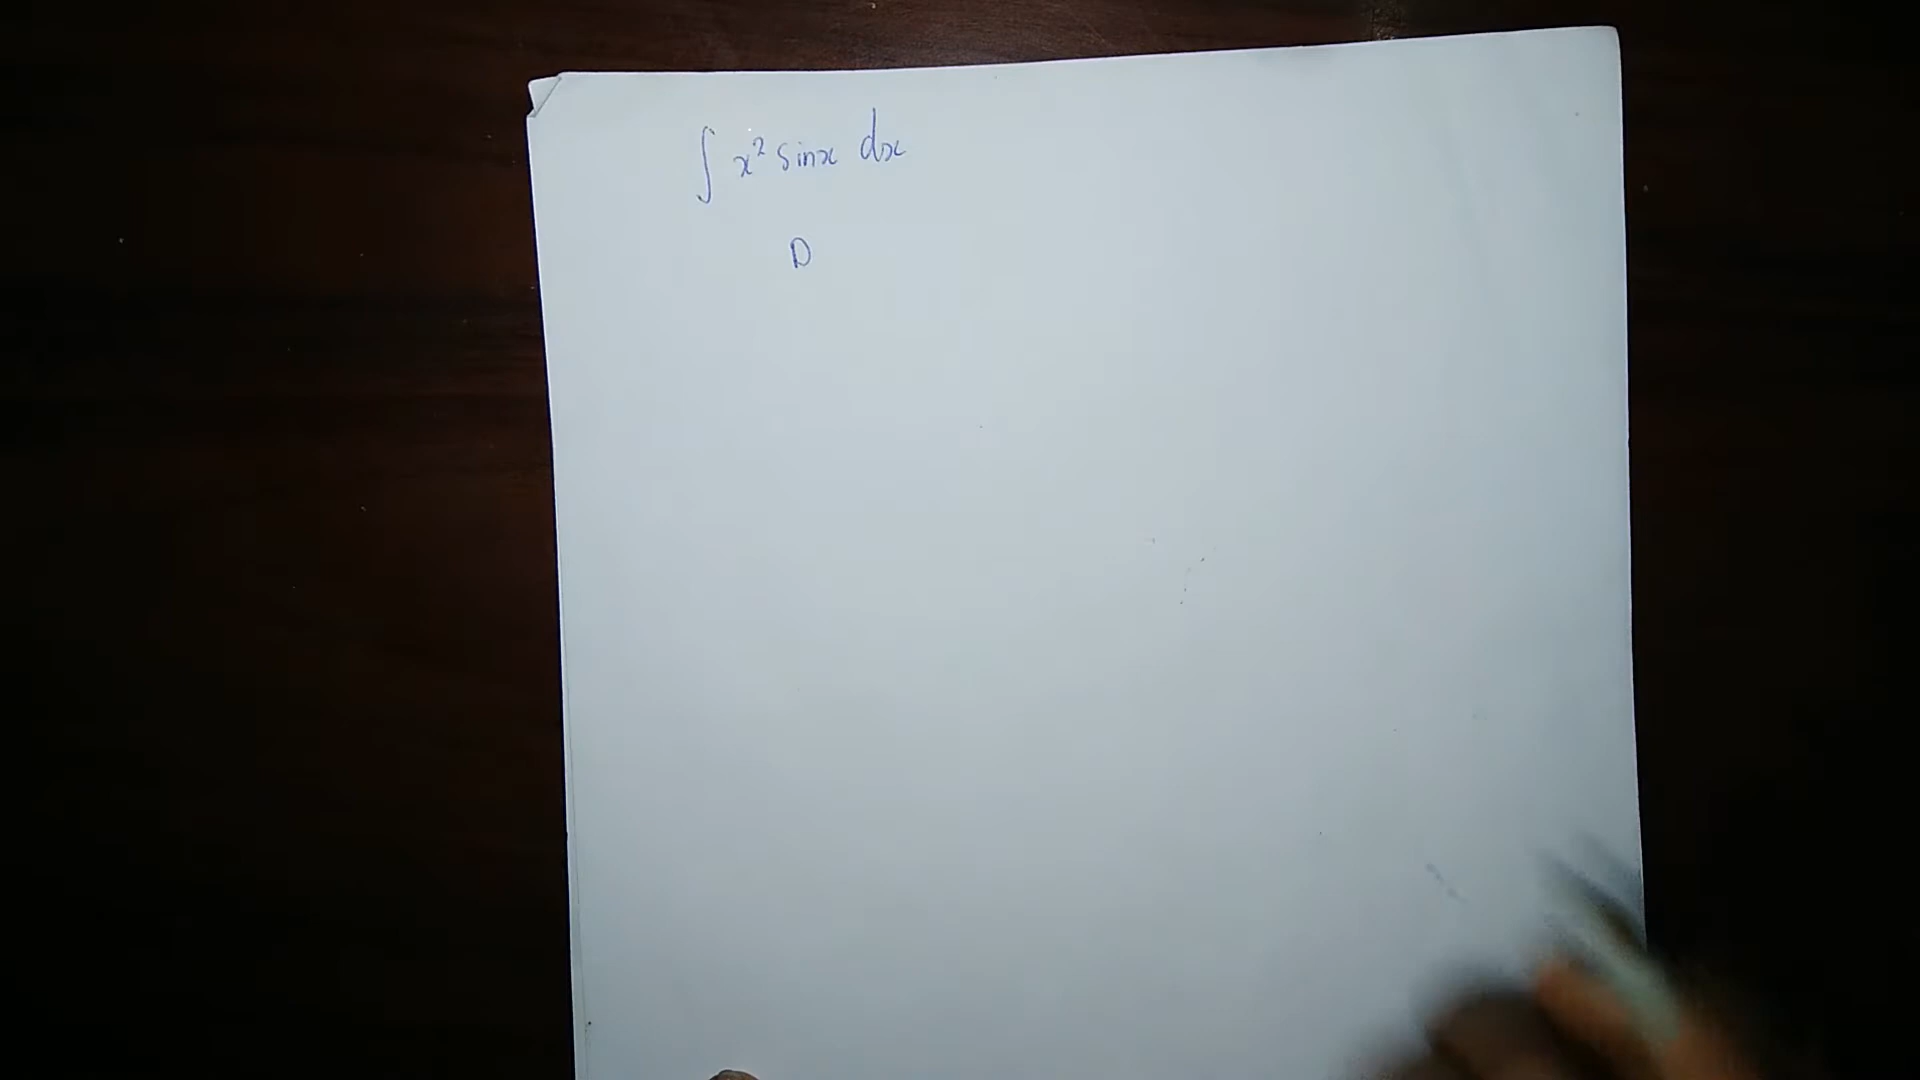 ∫ x² sinx dx
D